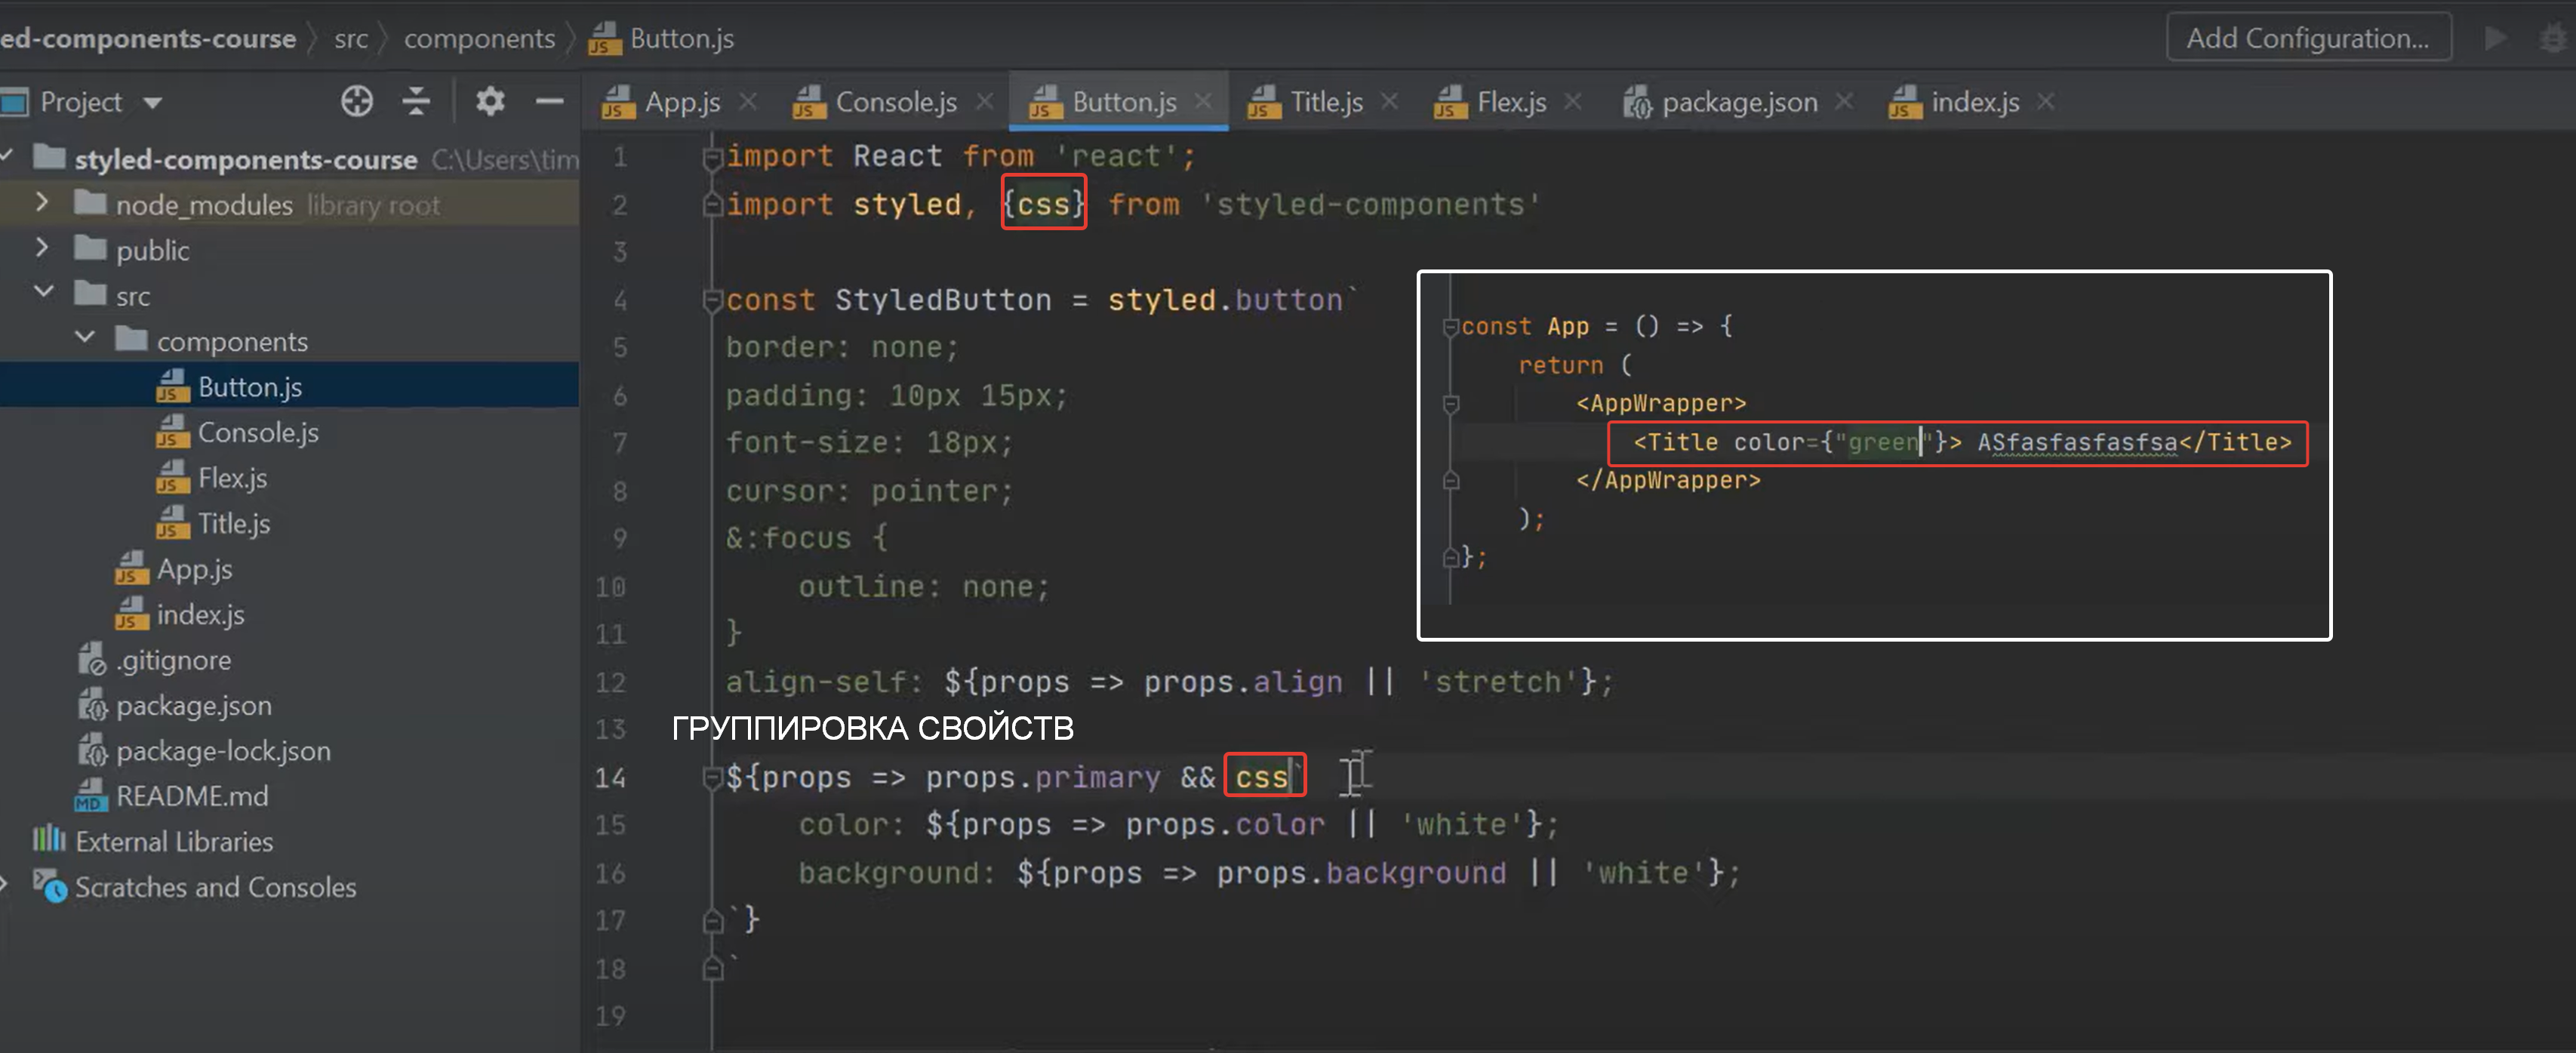 ed-components-course src components Button.js Add Configuration...
Project
App.js Console.js Button.js Title.js Flex.js package.json index.js
styled-components-course C:\Users\tim
node_modules library root
public
src
components
Button.js
Console.js
Flex.js
Title.js
App.js
index.js
.gitignore
package.json
package-lock.json
README.md
External Libraries
Scratches and Consoles
1 import React from 'react';
2 import styled, {css} from 'styled-components'
3
4 const StyledButton = styled.button`
5 border: none;
6 padding: 10px 15px;
7 font-size: 18px;
8 cursor: pointer;
9 &:focus {
10 outline: none;
11 }
12 align-self: ${props => props.align || 'stretch'};
13 ГРУППИРОВКА СВОЙСТВ
14 ${props => props.primary && css`
15 color: ${props => props.color || 'white'};
16 background: ${props => props.background || 'white'};
17 `}
18 `
19
const App = () => {
return (
<AppWrapper>
<Title color={"green"}> ASfasfasfasfsa</Title>
</AppWrapper>
);
};